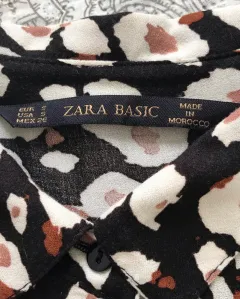 EUR S
USA S
MEX 26
ZARA BASIC
MADE
IN
MOROCCO